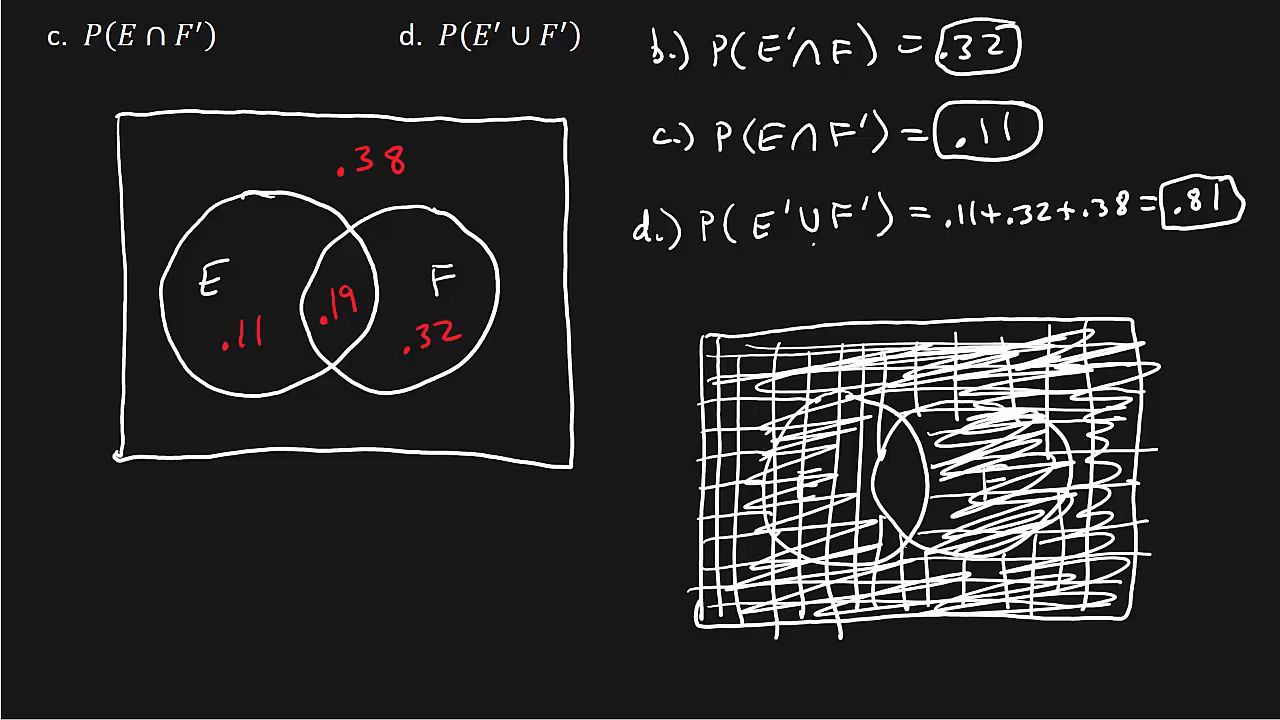 c. P(E ∩ F′)
d. P(E′ ∪ F′)
b.) P(E'∩F) = .32
c.) P(E∩F') = .11
d.) P(E'∪F') = .11+.32+.38 = .81
.38
E
F
.11
.19
.32